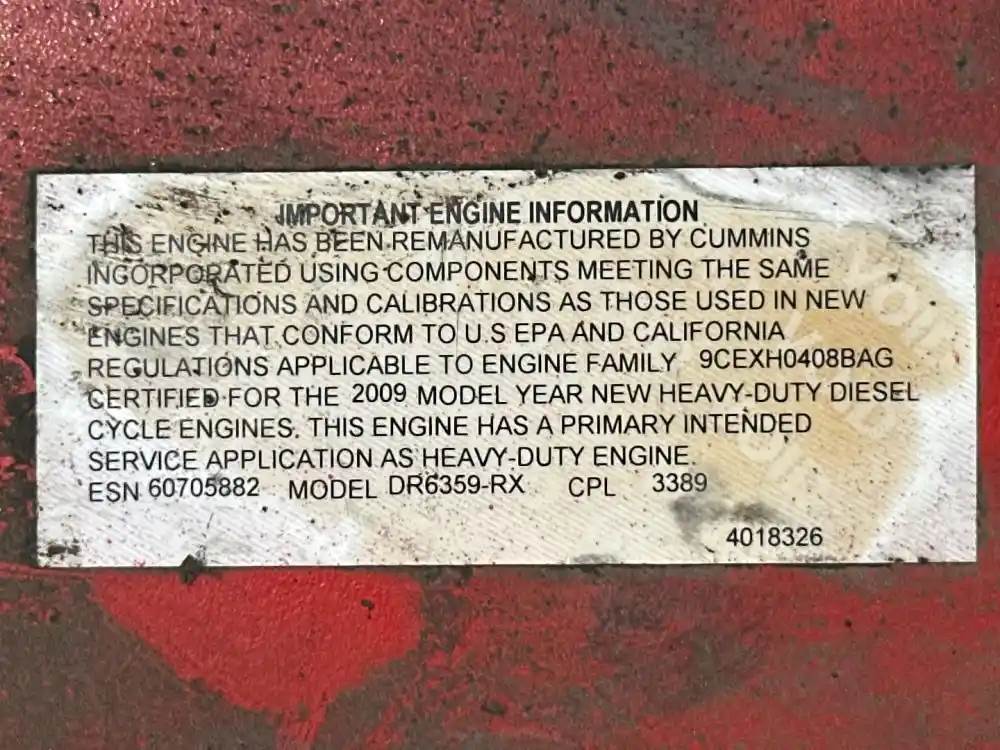 IMPORTANT ENGINE INFORMATION
THIS ENGINE HAS BEEN REMANUFACTURED BY CUMMINS
INCORPORATED USING COMPONENTS MEETING THE SAME
SPECIFICATIONS AND CALIBRATIONS AS THOSE USED IN NEW
ENGINES THAT CONFORM TO U.S EPA AND CALIFORNIA
REGULATIONS APPLICABLE TO ENGINE FAMILY 9CEXH0408BAG
CERTIFIED FOR THE 2009 MODEL YEAR NEW HEAVY-DUTY DIESEL
CYCLE ENGINES. THIS ENGINE HAS A PRIMARY INTENDED
SERVICE APPLICATION AS HEAVY-DUTY ENGINE.
ESN 60705882 MODEL DR6359-RX CPL 3389
4018326